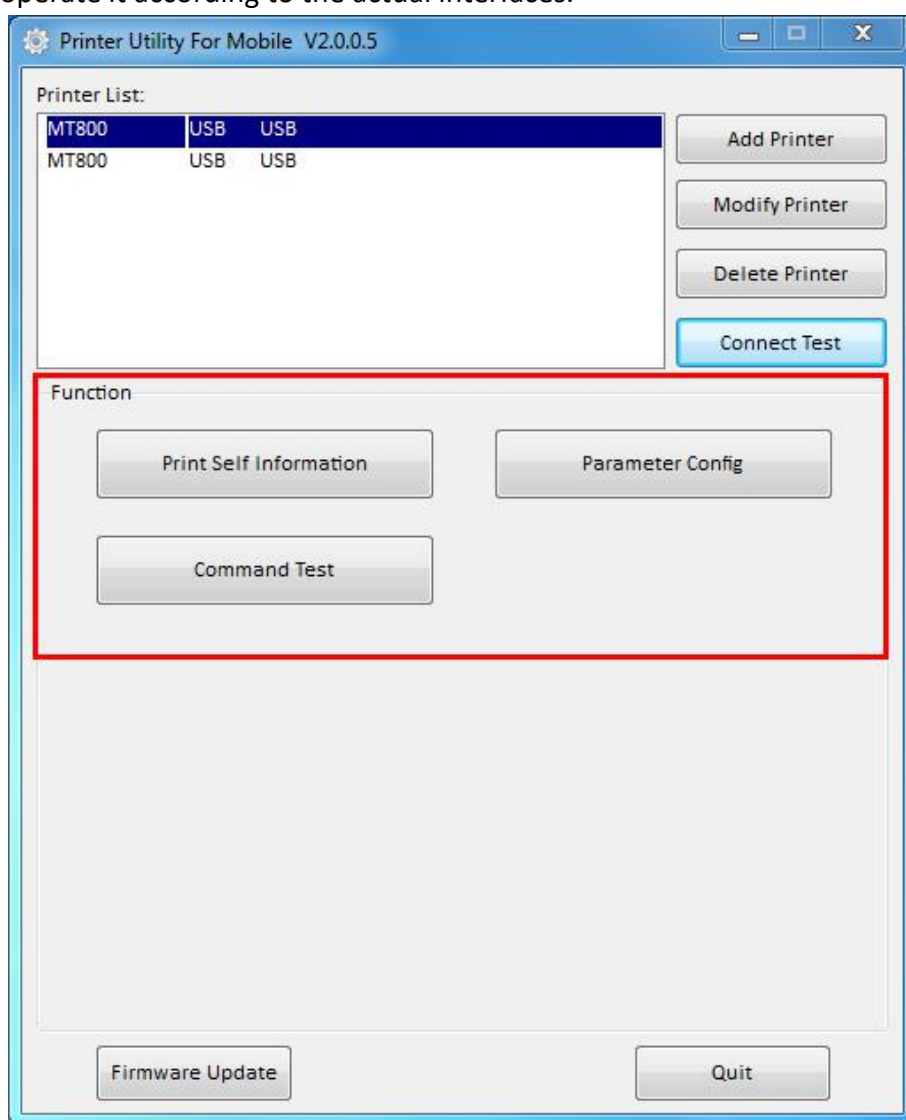 operate it according to the actual interfaces.
Printer Utility For Mobile V2.0.0.5
Printer List:
MT800 USB USB
MT800 USB USB
Add Printer
Modify Printer
Delete Printer
Connect Test
Function
Print Self Information
Parameter Config
Command Test
Firmware Update
Quit